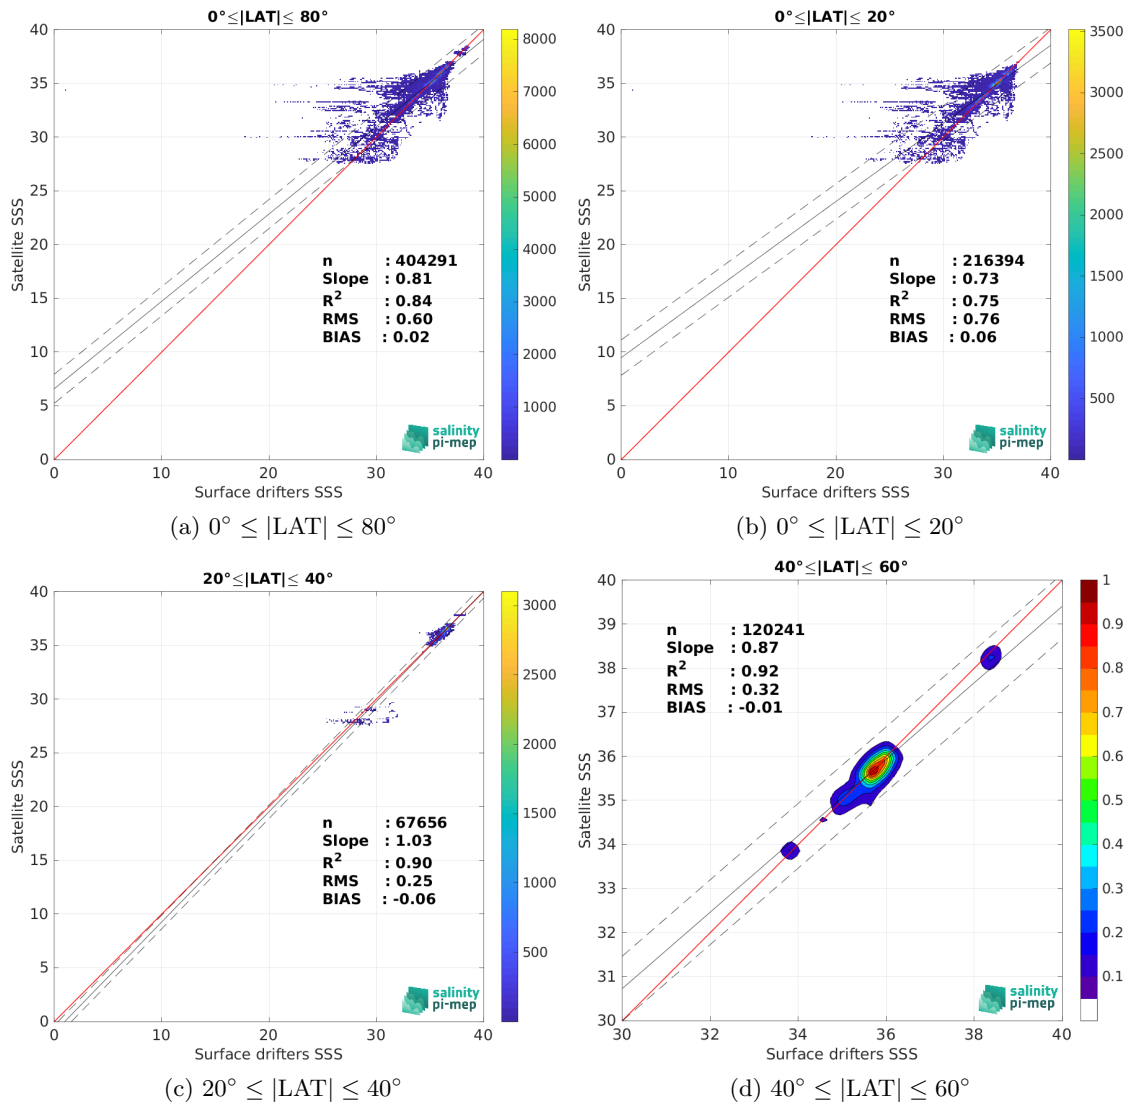 0°≤|LAT|≤ 80°
40
35
30
25
20
15
10
5
0
Satellite SSS
0
10
20
30
40
Surface drifters SSS
n : 404291
Slope : 0.81
R² : 0.84
RMS : 0.60
BIAS : 0.02
salinity
pi-mep
8000
7000
6000
5000
4000
3000
2000
1000
(a) 0° ≤ |LAT| ≤ 80°
0°≤|LAT|≤ 20°
40
35
30
25
20
15
10
5
0
Satellite SSS
0
10
20
30
40
Surface drifters SSS
n : 216394
Slope : 0.73
R² : 0.75
RMS : 0.76
BIAS : 0.06
salinity
pi-mep
3500
3000
2500
2000
1500
1000
500
(b) 0° ≤ |LAT| ≤ 20°
20°≤|LAT|≤ 40°
40
35
30
25
20
15
10
5
0
Satellite SSS
0
10
20
30
40
Surface drifters SSS
n : 67656
Slope : 1.03
R² : 0.90
RMS : 0.25
BIAS : -0.06
salinity
pi-mep
3000
2500
2000
1500
1000
500
(c) 20° ≤ |LAT| ≤ 40°
40°≤|LAT|≤ 60°
40
39
38
37
36
35
34
33
32
31
30
Satellite SSS
30
32
34
36
38
40
Surface drifters SSS
n : 120241
Slope : 0.87
R² : 0.92
RMS : 0.32
BIAS : -0.01
salinity
pi-mep
1
0.9
0.8
0.7
0.6
0.5
0.4
0.3
0.2
0.1
(d) 40° ≤ |LAT| ≤ 60°